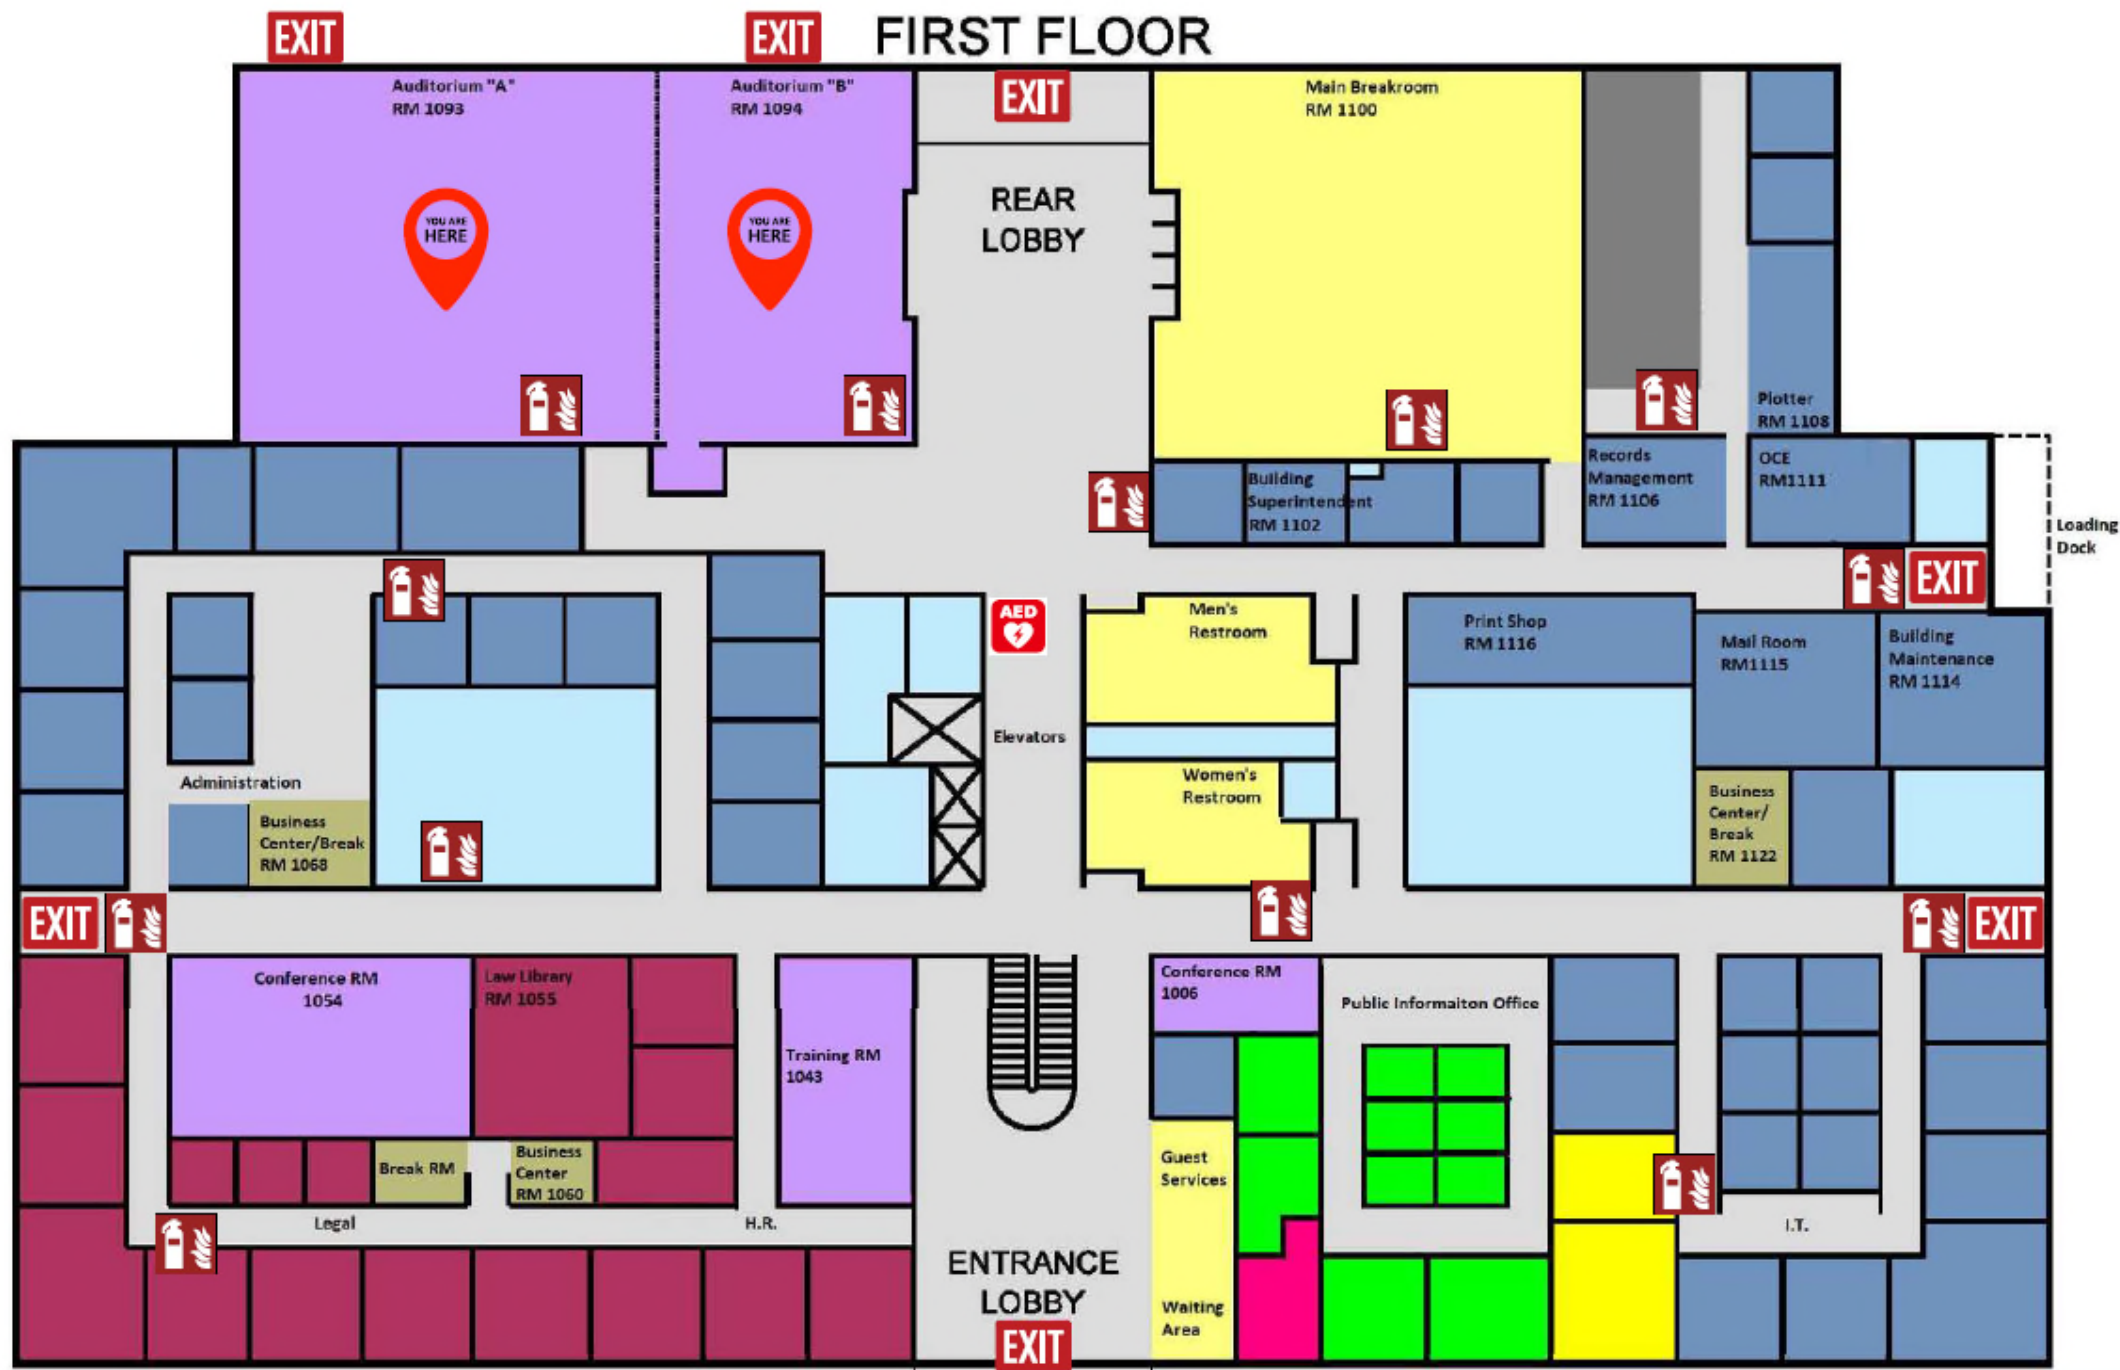 EXIT
EXIT
FIRST FLOOR
Auditorium "A"
RM 1093
Auditorium "B"
RM 1094
EXIT
Main Breakroom
RM 1100
YOU ARE
HERE
YOU ARE
HERE
REAR
LOBBY
Plotter
RM 1108
Building
Superintendent
RM 1102
Records
Management
RM 1106
OCE
RM1111
Loading
Dock
EXIT
AED
Men's
Restroom
Print Shop
RM 1116
Mail Room
RM1115
Building
Maintenance
RM 1114
Elevators
Administration
Women's
Restroom
Business
Center/Break
RM 1068
Business
Center/
Break
RM 1122
EXIT
EXIT
Conference RM
1054
Law Library
RM 1055
Training RM
1043
Conference RM
1006
Public Informaiton Office
Break RM
Business
Center
RM 1060
Guest
Services
Legal
H.R.
I.T.
ENTRANCE
LOBBY
Waiting
Area
EXIT